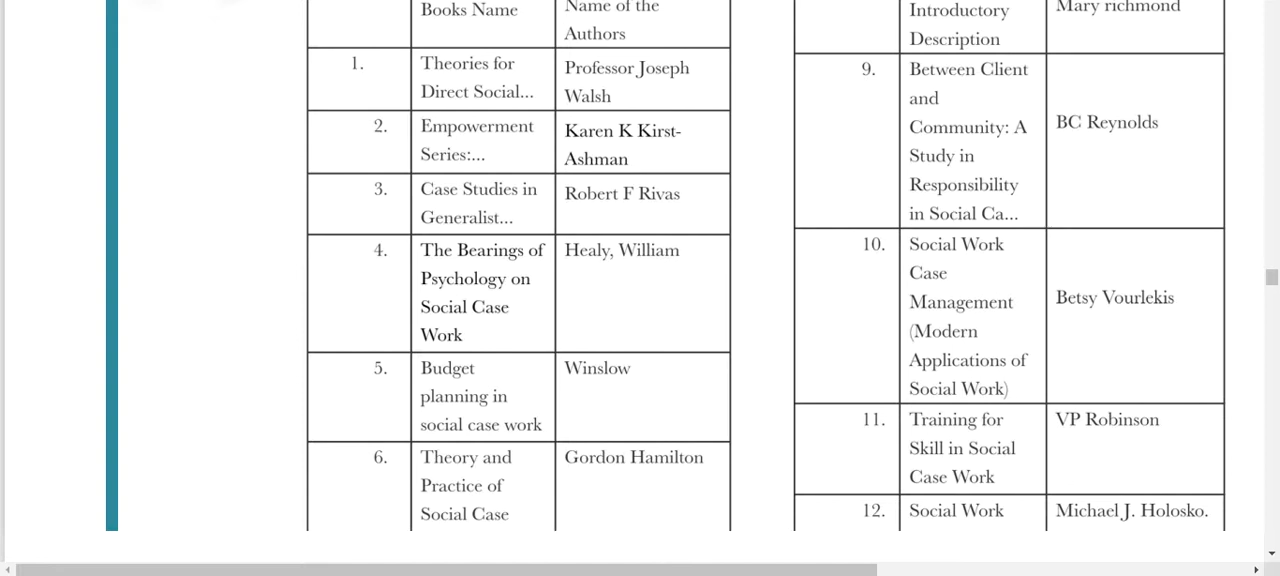 Books Name
Name of the
Authors
1.
Theories for
Direct Social...
Professor Joseph
Walsh
2.
Empowerment
Series:...
Karen K Kirst-
Ashman
3.
Case Studies in
Generalist...
Robert F Rivas
4.
The Bearings of
Psychology on
Social Case
Work
Healy, William
5.
Budget
planning in
social case work
Winslow
6.
Theory and
Practice of
Social Case
Gordon Hamilton
Introductory
Description
Mary richmond
9.
Between Client
and
Community: A
Study in
Responsibility
in Social Ca...
BC Reynolds
10.
Social Work
Case
Management
(Modern
Applications of
Social Work)
Betsy Vourlekis
11.
Training for
Skill in Social
Case Work
VP Robinson
12.
Social Work
Michael J. Holosko.